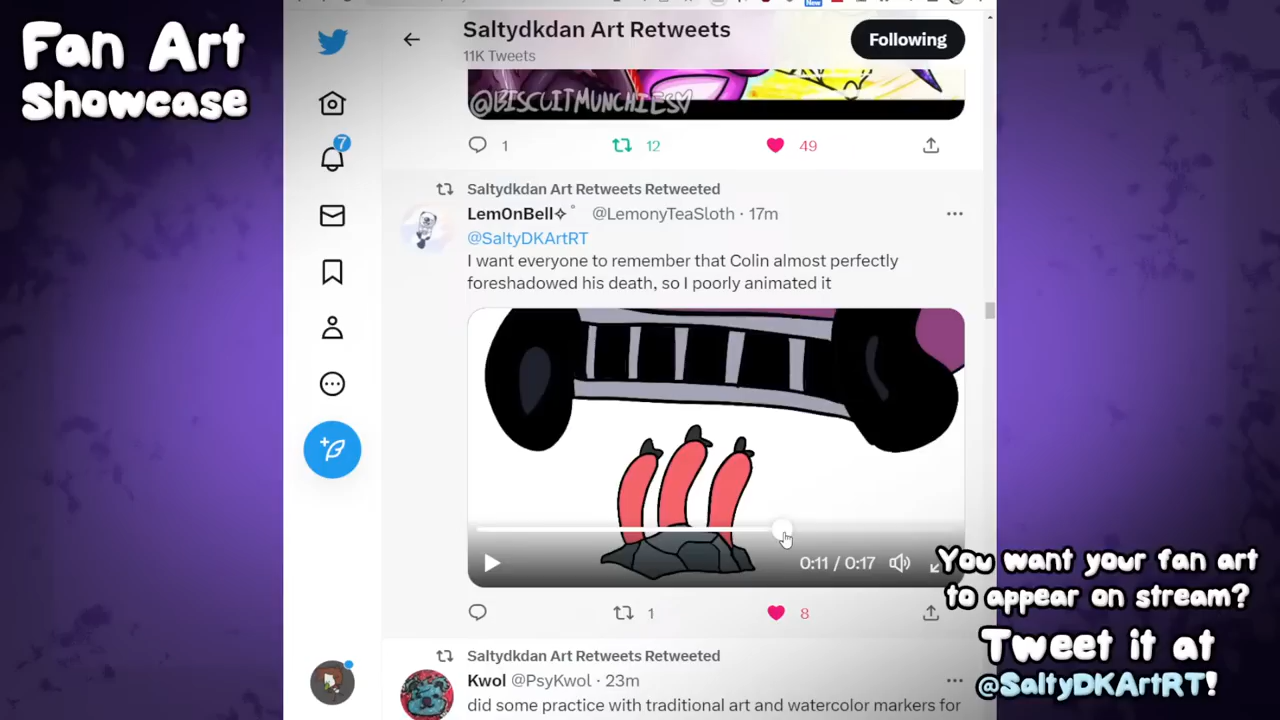 Fan Art
Showcase
Saltydkdan Art Retweets
11K Tweets
Following
New
@BISCUITMUNCHIES
1
12
49
7
Saltydkdan Art Retweets Retweeted
LemOnBell✧˚ @LemonyTeaSloth · 17m
@SaltyDKArtRT
I want everyone to remember that Colin almost perfectly
foreshadowed his death, so I poorly animated it
0:11 / 0:17
1
8
You want your fan art
to appear on stream?
Tweet it at
@SaltyDKArtRT!
Saltydkdan Art Retweets Retweeted
Kwol @PsyKwol · 23m
did some practice with traditional art and watercolor markers for